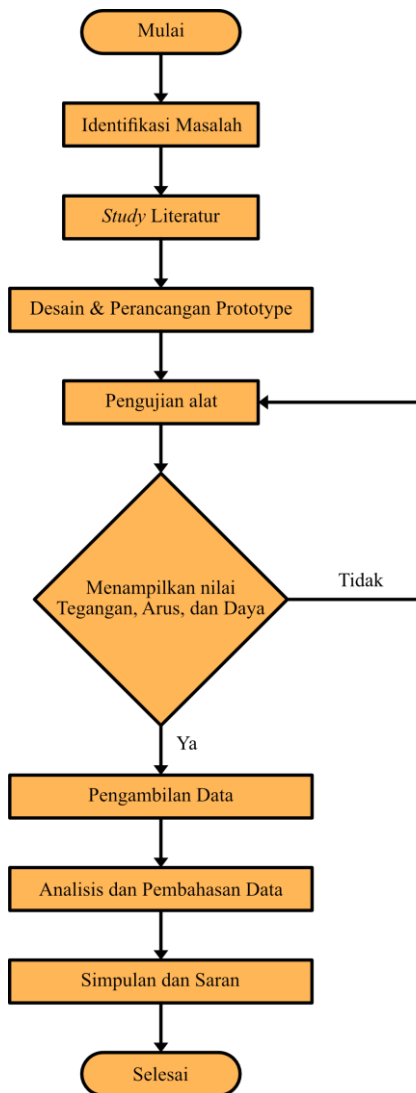 Mulai
Identifikasi Masalah
Study Literatur
Desain & Perancangan Prototype
Pengujian alat
Menampilkan nilai
Tegangan, Arus, dan Daya
Tidak
Ya
Pengambilan Data
Analisis dan Pembahasan Data
Simpulan dan Saran
Selesai